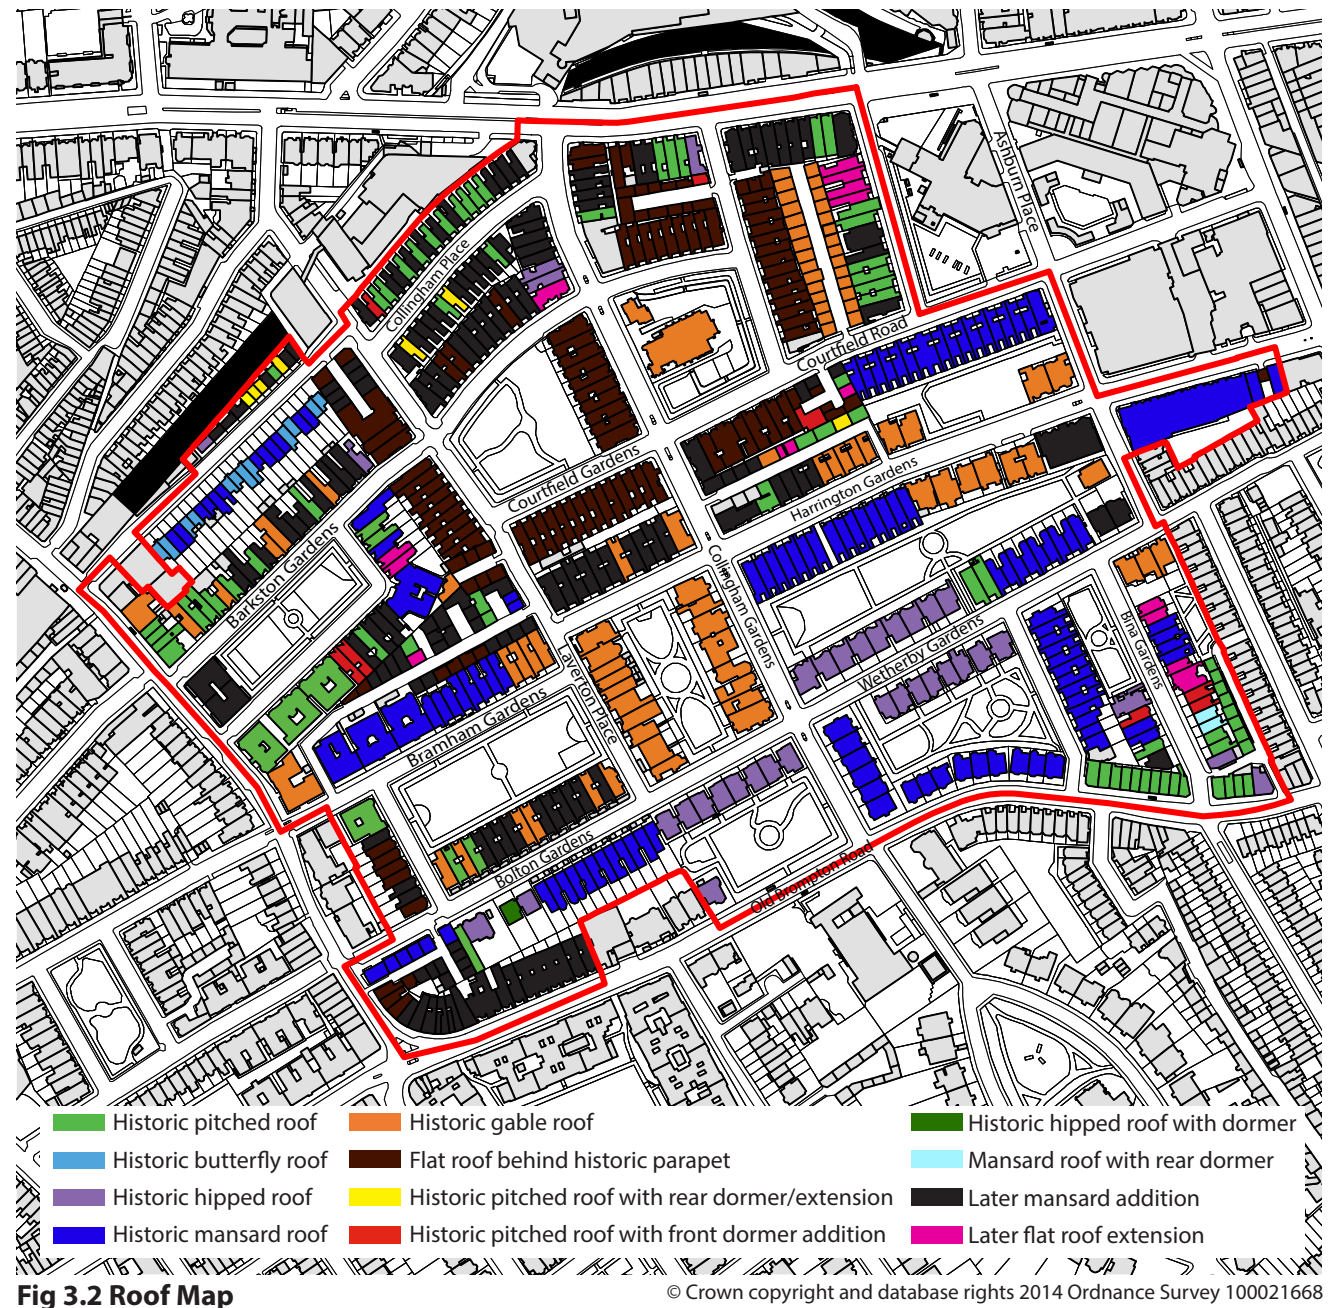 Ashburn Place
Collingham Place
Courtfield Road
Courtfield Gardens
Harrington Gardens
Barkston Gardens
Collingham Gardens
Wetherby Gardens
Bina Gardens
Laverton Place
Bramham Gardens
Bolton Gardens
Old Brompton Road
Historic pitched roof
Historic butterfly roof
Historic hipped roof
Historic mansard roof
Historic gable roof
Flat roof behind historic parapet
Historic pitched roof with rear dormer/extension
Historic pitched roof with front dormer addition
Historic hipped roof with dormer
Mansard roof with rear dormer
Later mansard addition
Later flat roof extension
Fig 3.2 Roof Map
© Crown copyright and database rights 2014 Ordnance Survey 100021668